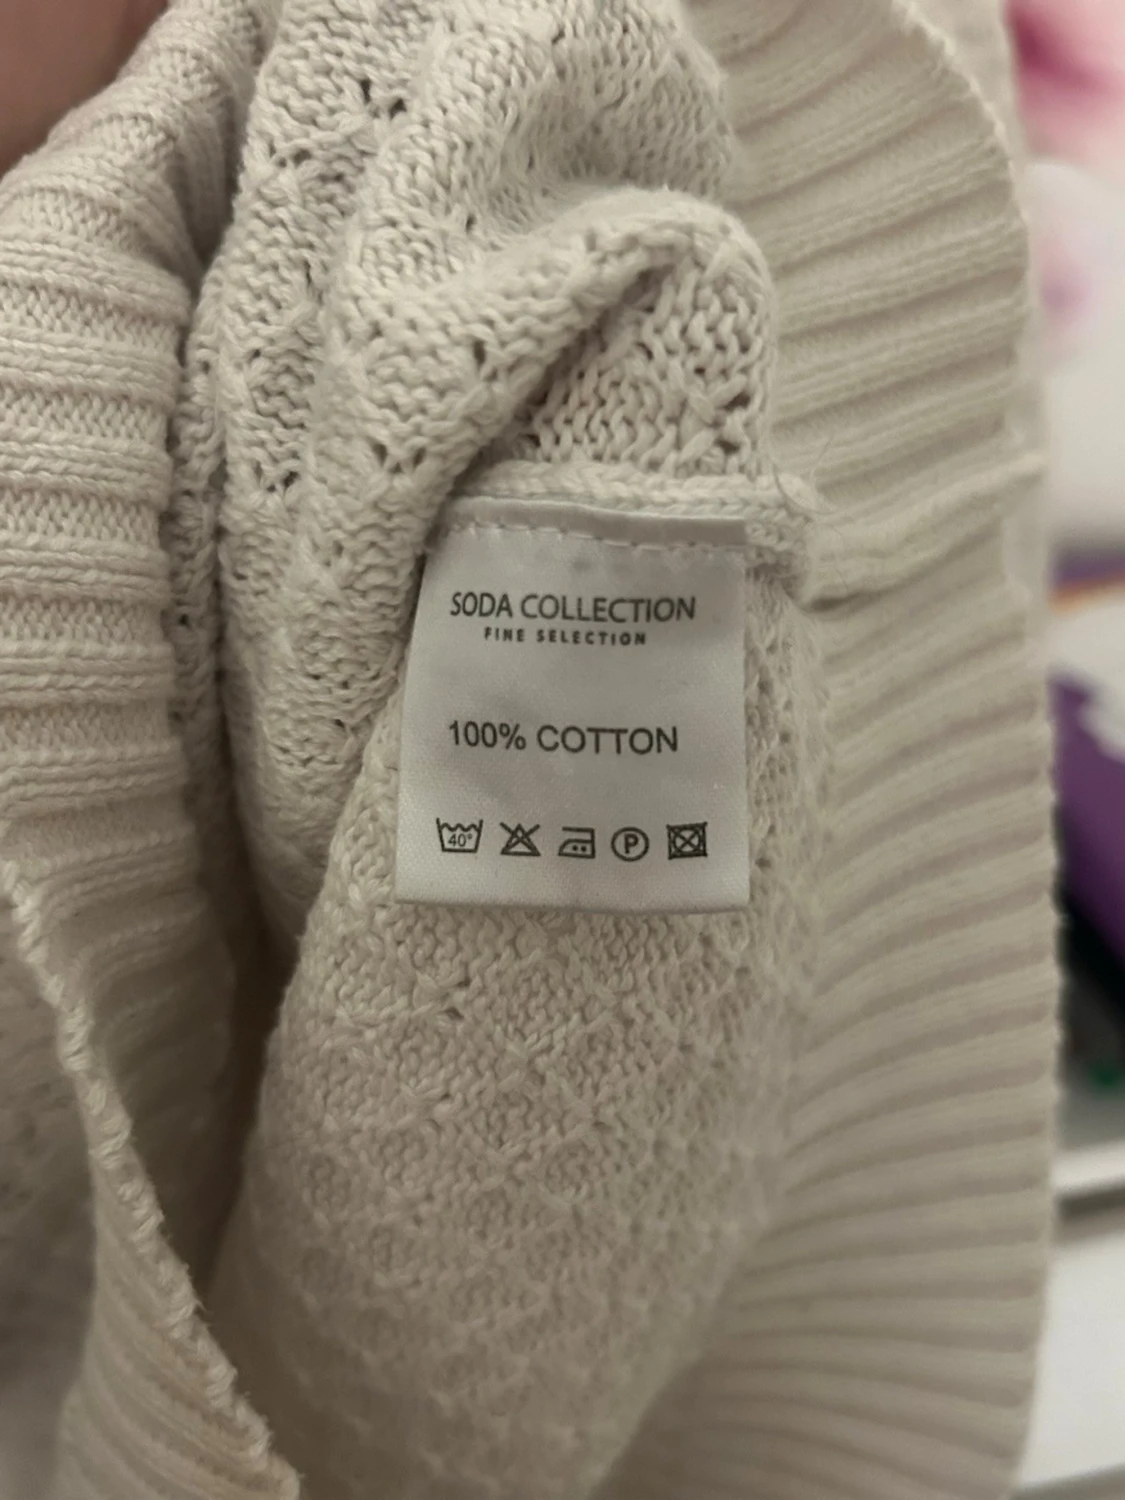 SODA COLLECTION
FINE SELECTION
100% COTTON
40° P